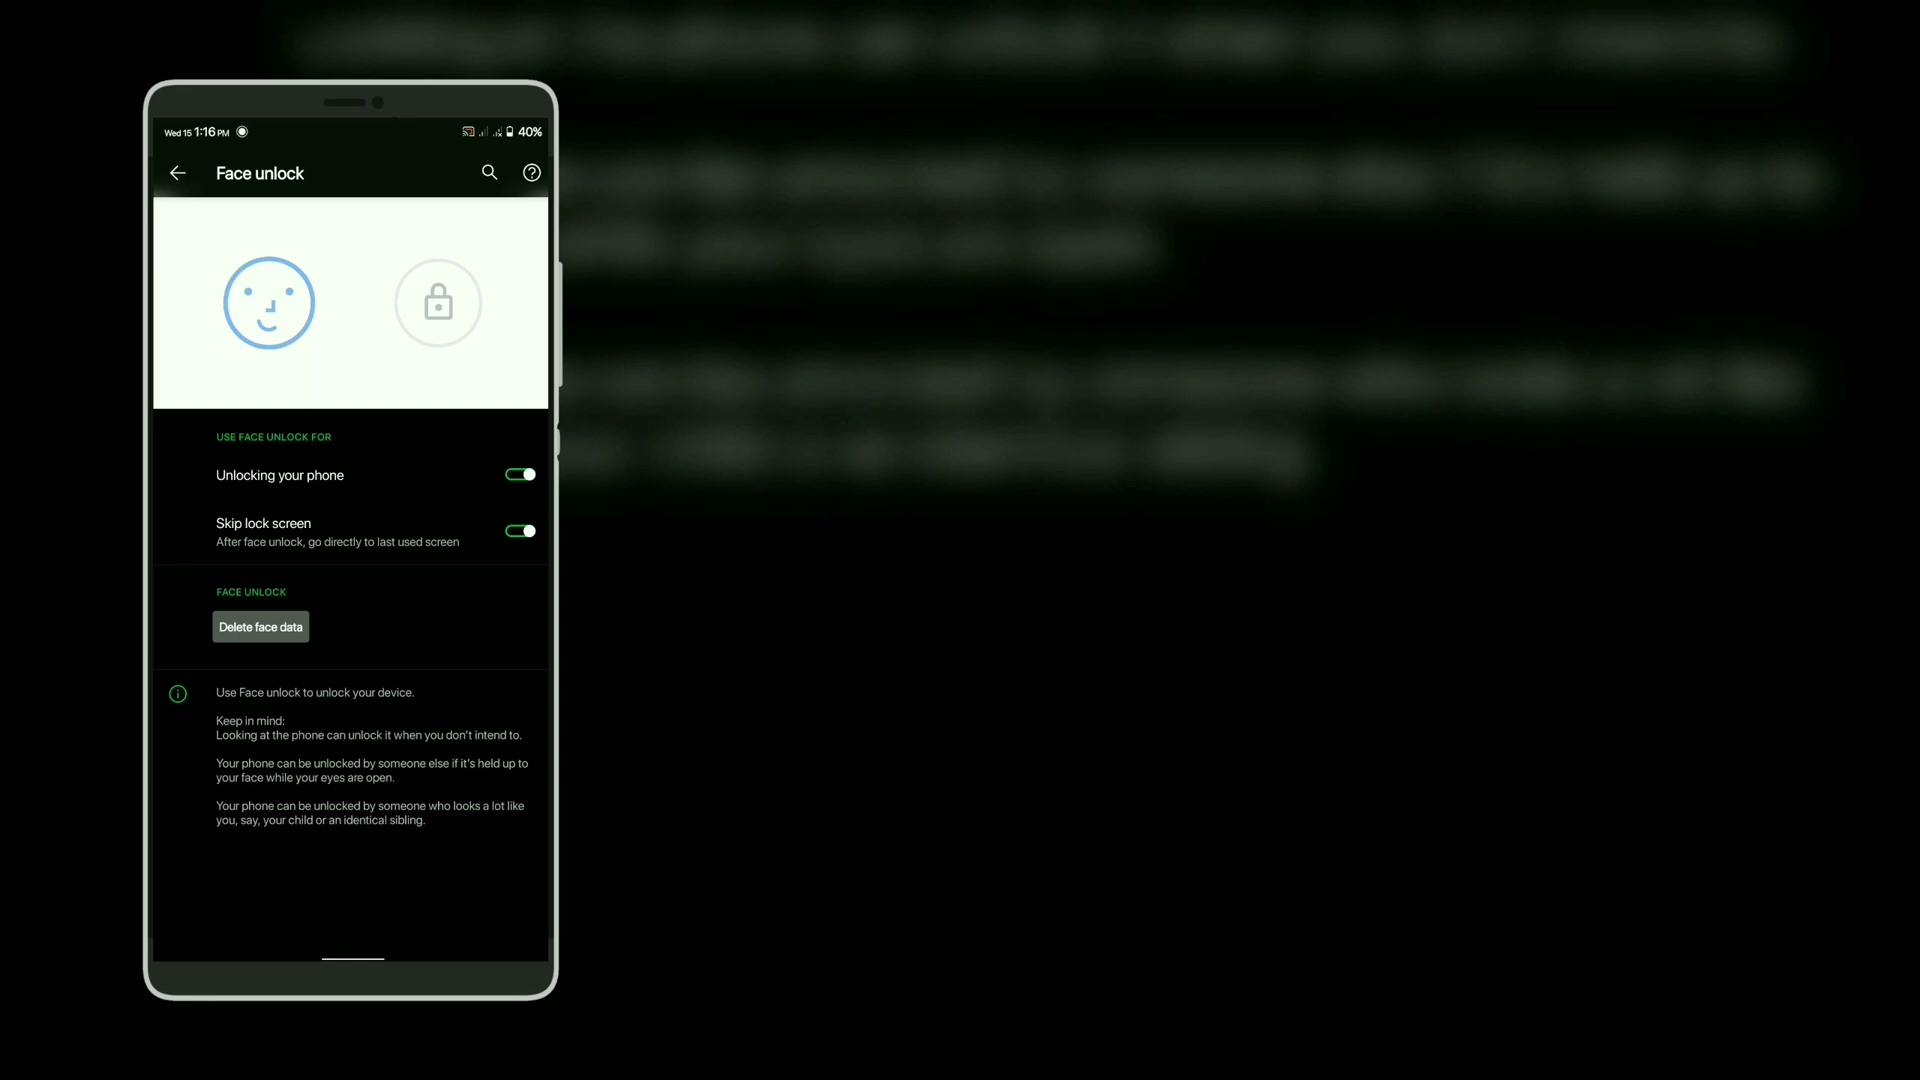 Wed 15 1:16 PM 40%
Face unlock
USE FACE UNLOCK FOR
Unlocking your phone
Skip lock screen
After face unlock, go directly to last used screen
FACE UNLOCK
Delete face data
Use Face unlock to unlock your device.
Keep in mind:
Looking at the phone can unlock it when you don't intend to.
Your phone can be unlocked by someone else if it's held up to
your face while your eyes are open.
Your phone can be unlocked by someone who looks a lot like
you, say, your child or an identical sibling.